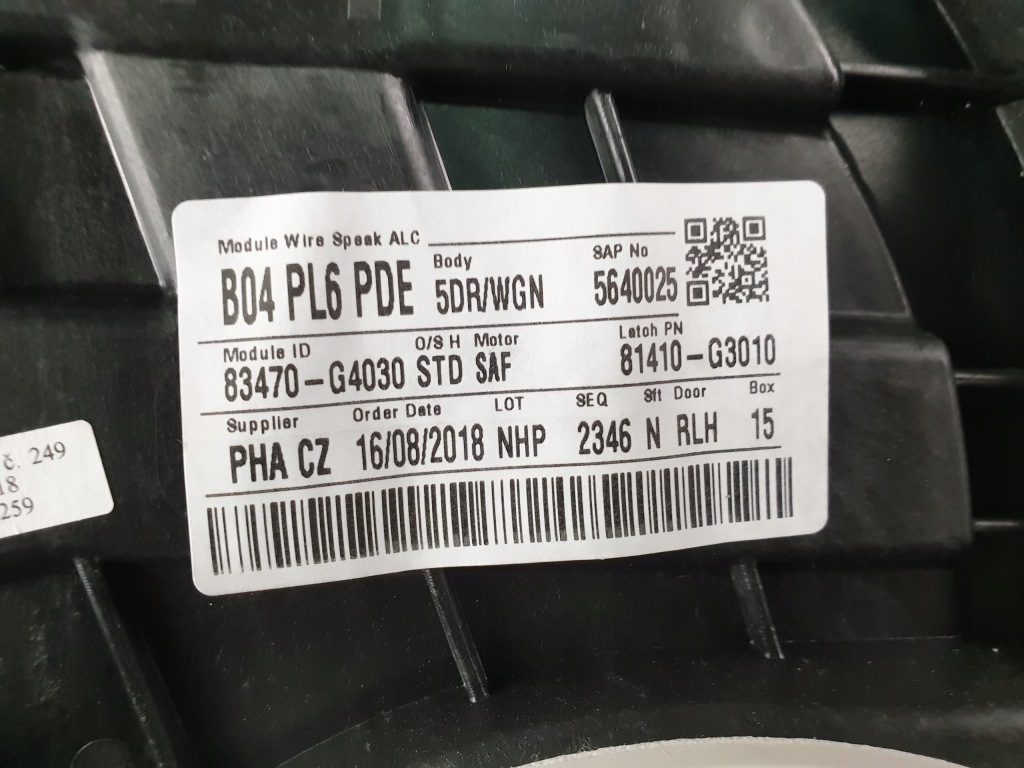 Module Wire Speak ALC Body SAP No
B04 PL6 PDE 5DR/WGN 5640025
Module ID O/S H Motor Latch PN
83470-G4030 STD SAF 81410-G3010
Supplier Order Date LOT SEQ Sft Door Box
PHA CZ 16/08/2018 NHP 2346 N RLH 15
č. 249
18
259